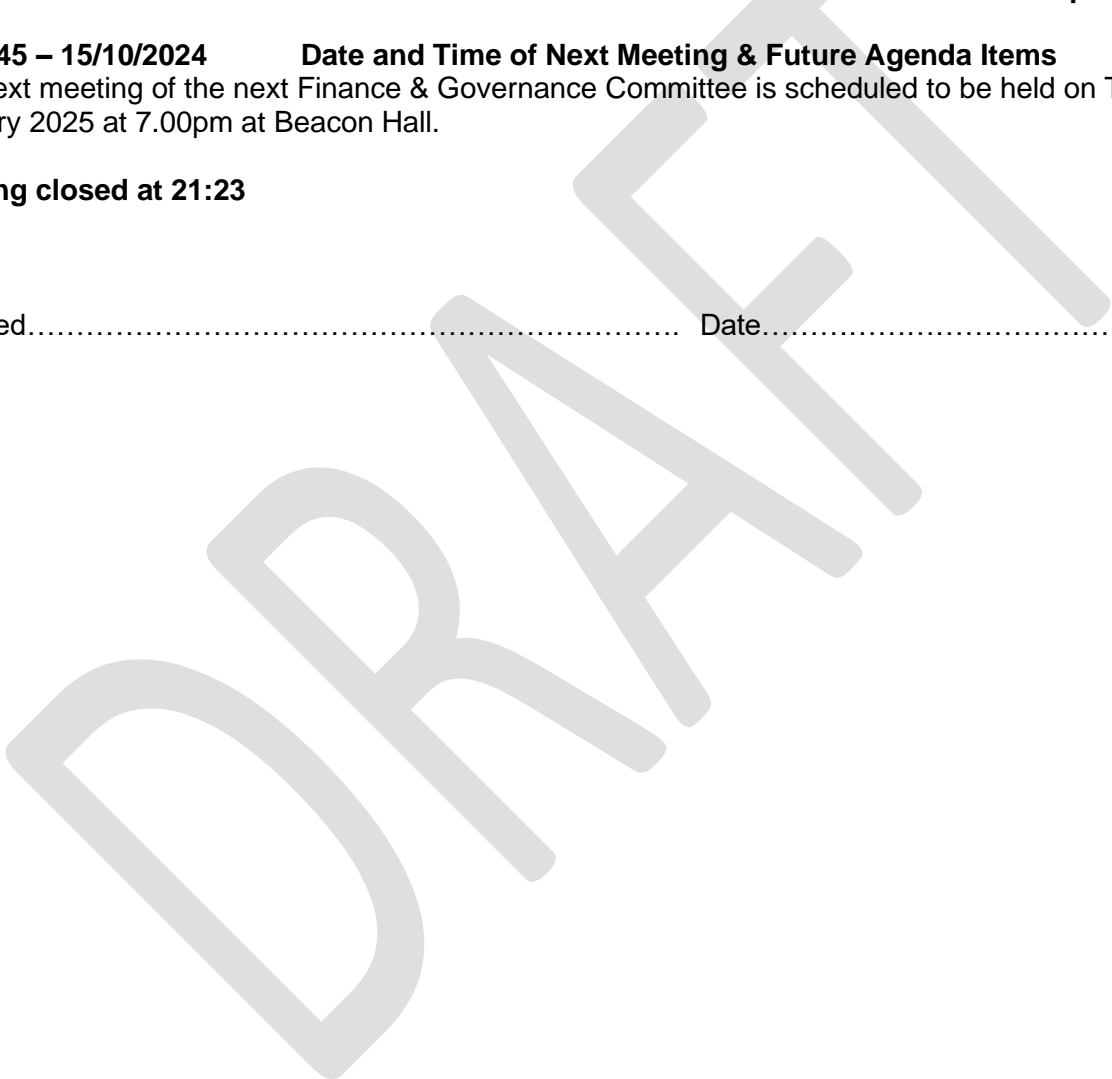 45 – 15/10/2024 Date and Time of Next Meeting & Future Agenda Items
ext meeting of the next Finance & Governance Committee is scheduled to be held on T
ry 2025 at 7.00pm at Beacon Hall.
ng closed at 21:23
ed…………………………………………………………. Date………………………………
DRAFT